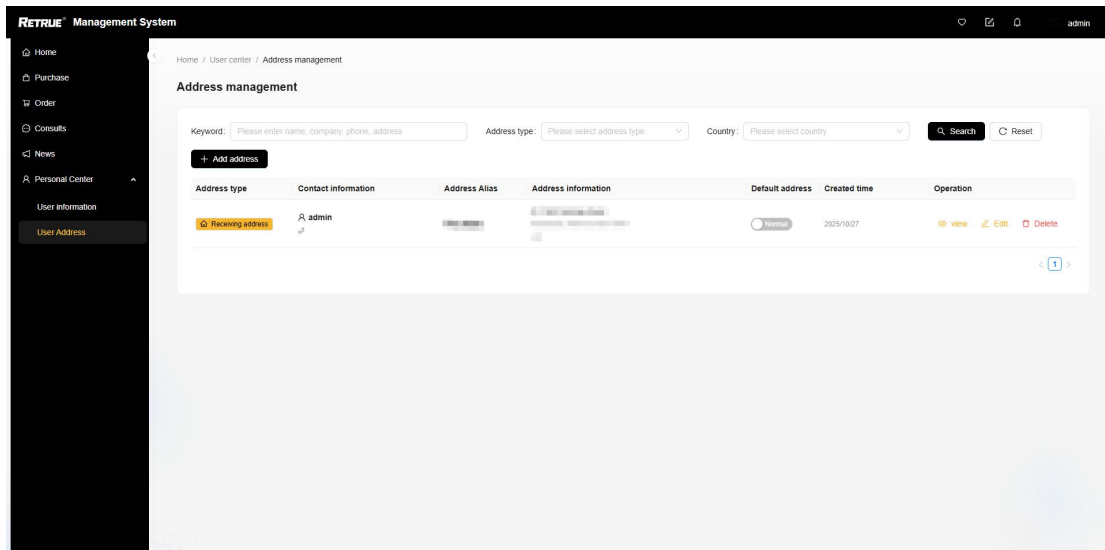 RETRUE® Management System
admin
Home
Purchase
Order
Consults
News
Personal Center
User information
User Address
Home / User center / Address management
Address management
Keyword: Please enter name, company, phone, address
Address type: Please select address type
Country: Please select country
Search
Reset
+ Add address
Address type Contact information Address Alias Address information Default address Created time Operation
Receiving address
admin
Normal
2025/10/27
view
Edit
Delete
< 1 >